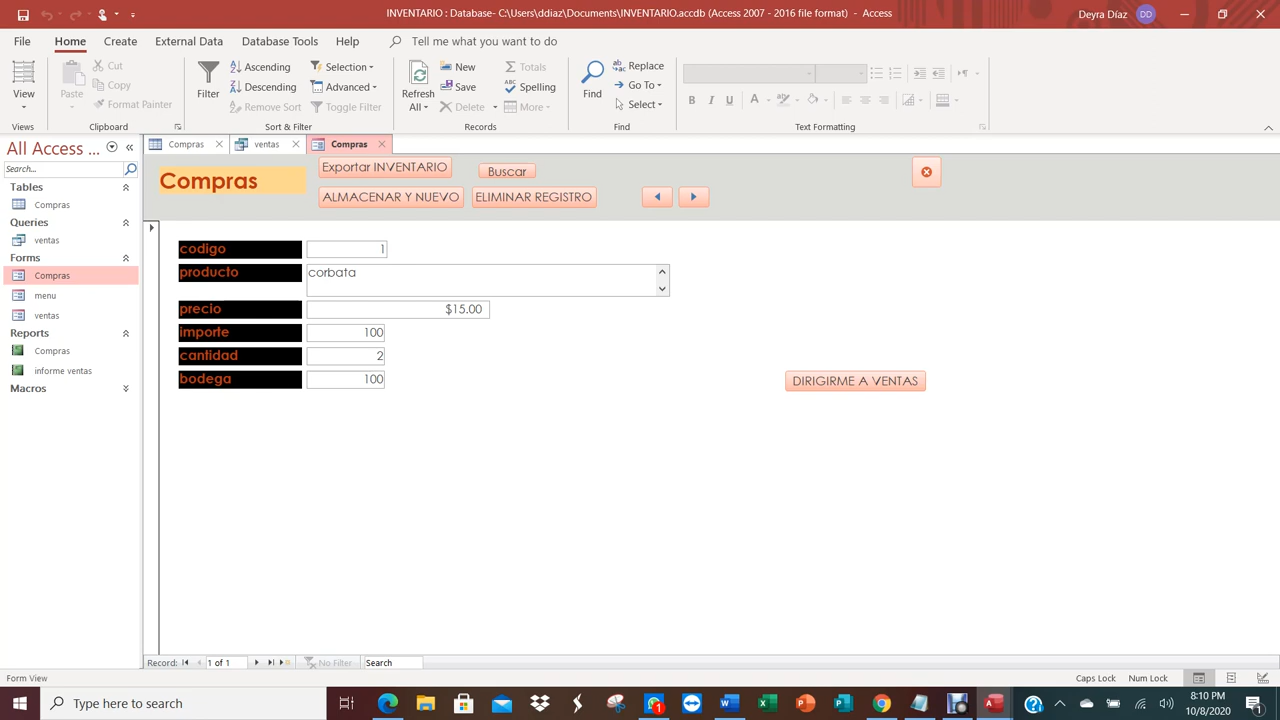 INVENTARIO : Database- C:\Users\ddiaz\Documents\INVENTARIO.accdb (Access 2007 - 2016 file format) - Access
Deyra Díaz DD
File Home Create External Data Database Tools Help Tell me what you want to do
View Paste Cut Copy Format Painter Filter Ascending Descending Remove Sort Selection Advanced Toggle Filter Refresh All New Save Delete Totals Spelling More Find Replace Go To Select B I U A
Views Clipboard Sort & Filter Records Find Text Formatting
All Access ... Compras ventas Compras
Search...
Tables
Compras
Queries
ventas
Forms
Compras
menu
ventas
Reports
Compras
informe ventas
Macros
Compras
Exportar INVENTARIO Buscar
ALMACENAR Y NUEVO ELIMINAR REGISTRO
codigo 1
producto corbata
precio $15.00
importe 100
cantidad 2
bodega 100
DIRIGIRME A VENTAS
Record: 1 of 1 No Filter Search
Form View Caps Lock Num Lock
Type here to search
8:10 PM
10/8/2020